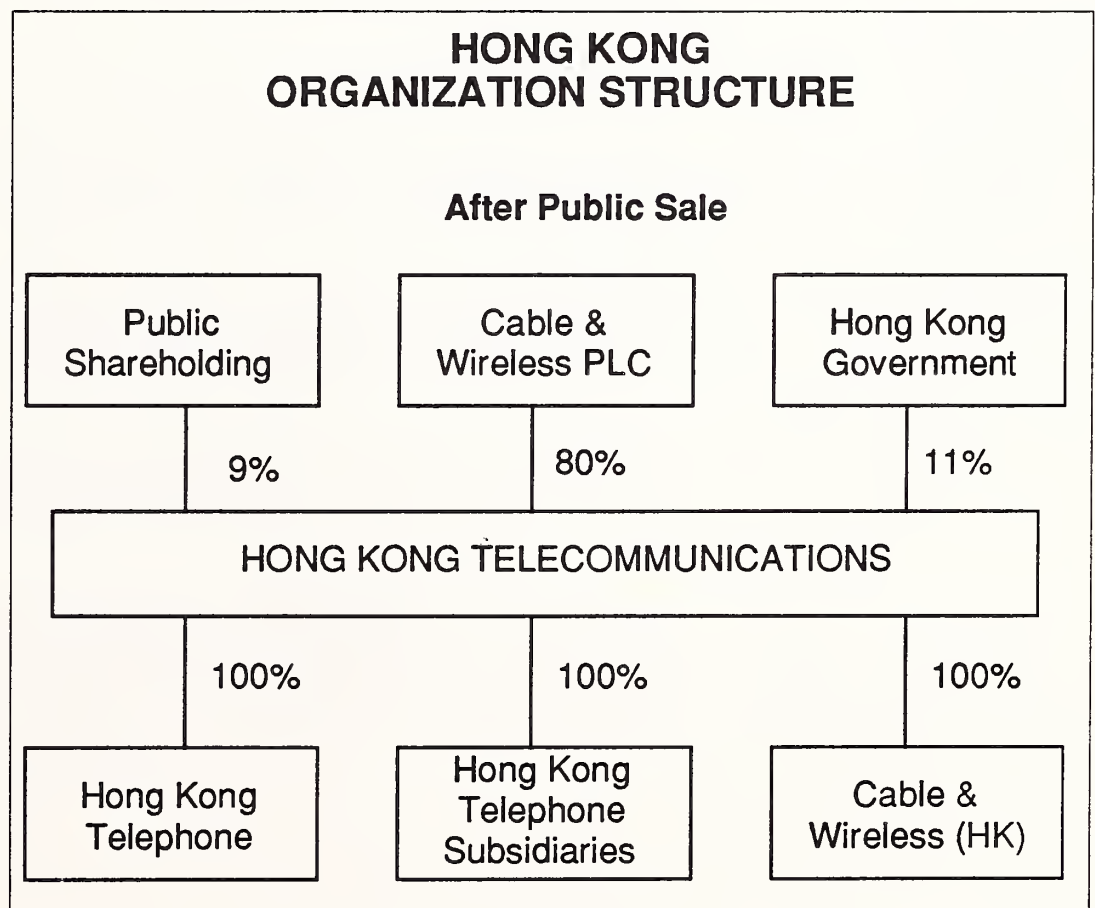 HONG KONG
ORGANIZATION STRUCTURE
After Public Sale
Public
Shareholding
Cable &
Wireless PLC
Hong Kong
Government
9%
80%
11%
HONG KONG TELECOMMUNICATIONS
100%
100%
100%
Hong Kong
Telephone
Hong Kong
Telephone
Subsidiaries
Cable &
Wireless (HK)